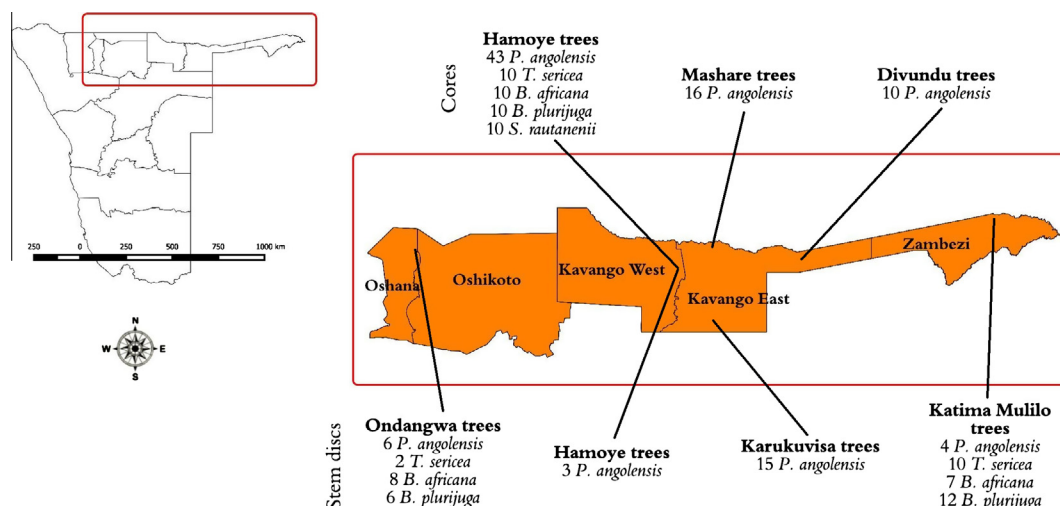 Hamoye trees
43 P. angolensis
10 T. sericea
10 B. africana
10 B. plurijuga
10 S. rautanenii
Cores
Mashare trees
16 P. angolensis
Divundu trees
10 P. angolensis
250 0 250 500 750 1000 km
N
W E
S
Oshana
Oshikoto
Kavango West
Kavango East
Zambezi
Stem discs
Ondangwa trees
6 P. angolensis
2 T. sericea
8 B. africana
6 B. plurijuga
Hamoye trees
3 P. angolensis
Karukuvisa trees
15 P. angolensis
Katima Mulilo
trees
4 P. angolensis
10 T. sericea
7 B. africana
12 B. plurijuga